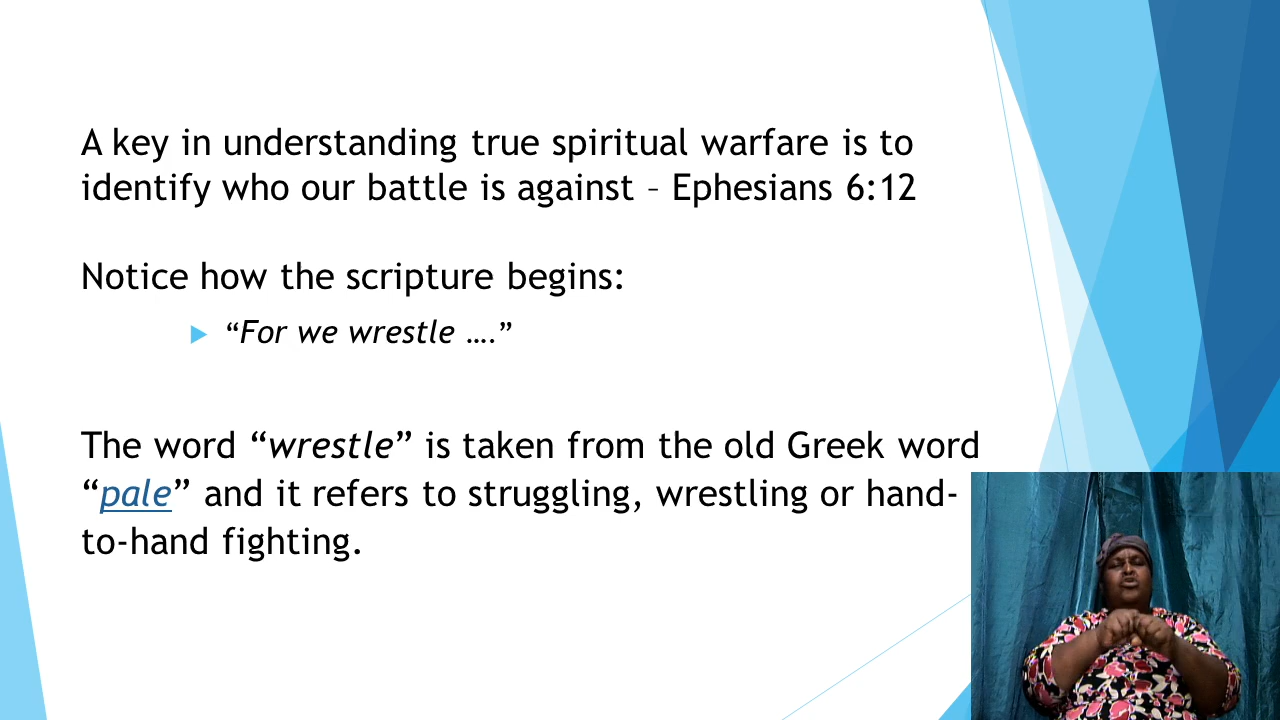 A key in understanding true spiritual warfare is to
identify who our battle is against – Ephesians 6:12
Notice how the scripture begins:
“For we wrestle ….”
The word “wrestle” is taken from the old Greek word
“pale” and it refers to struggling, wrestling or hand-
to-hand fighting.